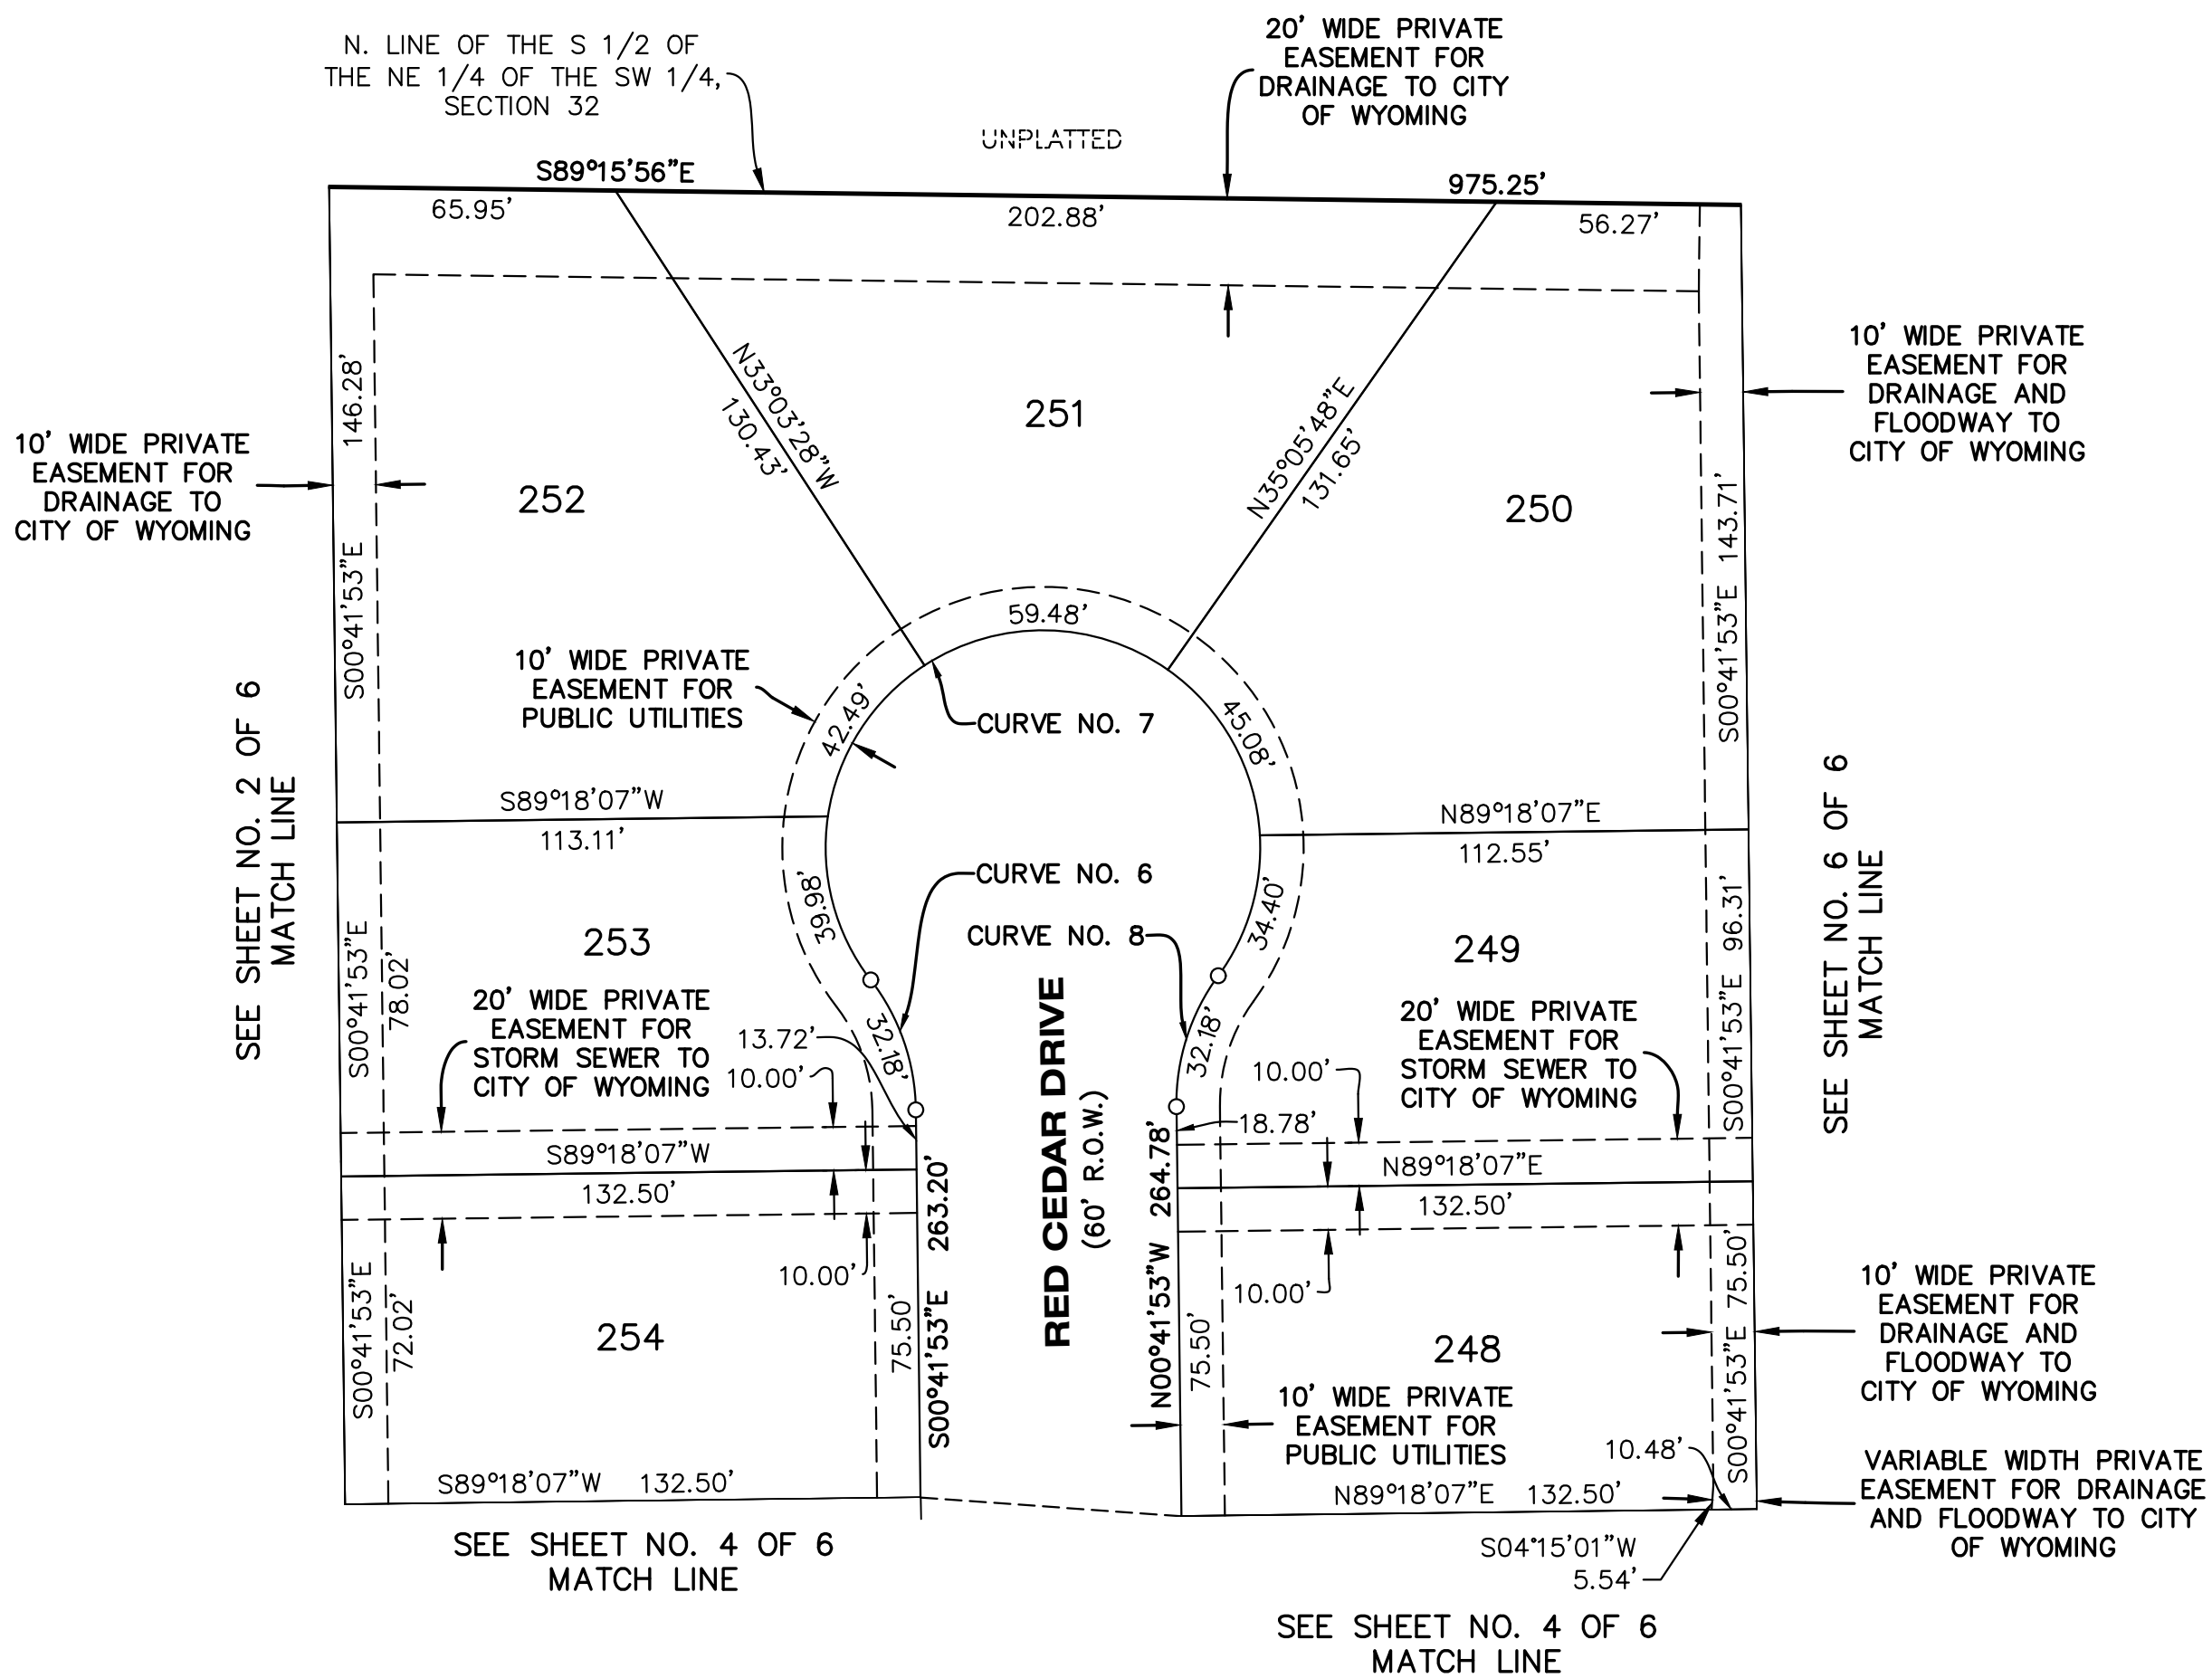 N. LINE OF THE S 1/2 OF
THE NE 1/4 OF THE SW 1/4,
SECTION 32
20' WIDE PRIVATE
EASEMENT FOR
DRAINAGE TO CITY
OF WYOMING
UNPLATTED
S89°15'56"E
975.25'
65.95'
202.88'
56.27'
146.28'
S00°41'53"E
N33°03'28"W
130.43'
251
N35°05'48"E
131.65'
10' WIDE PRIVATE
EASEMENT FOR
DRAINAGE AND
FLOODWAY TO
CITY OF WYOMING
10' WIDE PRIVATE
EASEMENT FOR
DRAINAGE TO
CITY OF WYOMING
252
250
S00°41'53"E 143.71'
59.48'
10' WIDE PRIVATE
EASEMENT FOR
PUBLIC UTILITIES
42.49'
CURVE NO. 7
45.08'
SEE SHEET NO. 2 OF 6
MATCH LINE
SEE SHEET NO. 6 OF 6
MATCH LINE
S89°18'07"W
113.11'
N89°18'07"E
112.55'
39.98'
CURVE NO. 6
34.40'
CURVE NO. 8
253
249
S00°41'53"E
78.02'
S00°41'53"E 96.31'
20' WIDE PRIVATE
EASEMENT FOR
STORM SEWER TO
CITY OF WYOMING
13.72'
10.00'
32.18'
RED CEDAR DRIVE
(60' R.O.W.)
32.18'
10.00'
20' WIDE PRIVATE
EASEMENT FOR
STORM SEWER TO
CITY OF WYOMING
18.78'
S89°18'07"W
132.50'
N89°18'07"E
132.50'
S00°41'53"E 263.20'
N00°41'53"W 264.78'
10.00'
10.00'
S00°41'53"E
72.02'
254
75.50'
75.50'
248
S00°41'53"E 75.50'
10' WIDE PRIVATE
EASEMENT FOR
DRAINAGE AND
FLOODWAY TO
CITY OF WYOMING
10' WIDE PRIVATE
EASEMENT FOR
PUBLIC UTILITIES
10.48'
VARIABLE WIDTH PRIVATE
EASEMENT FOR DRAINAGE
AND FLOODWAY TO CITY
OF WYOMING
S89°18'07"W 132.50'
N89°18'07"E 132.50'
SEE SHEET NO. 4 OF 6
MATCH LINE
S04°15'01"W
5.54'
SEE SHEET NO. 4 OF 6
MATCH LINE